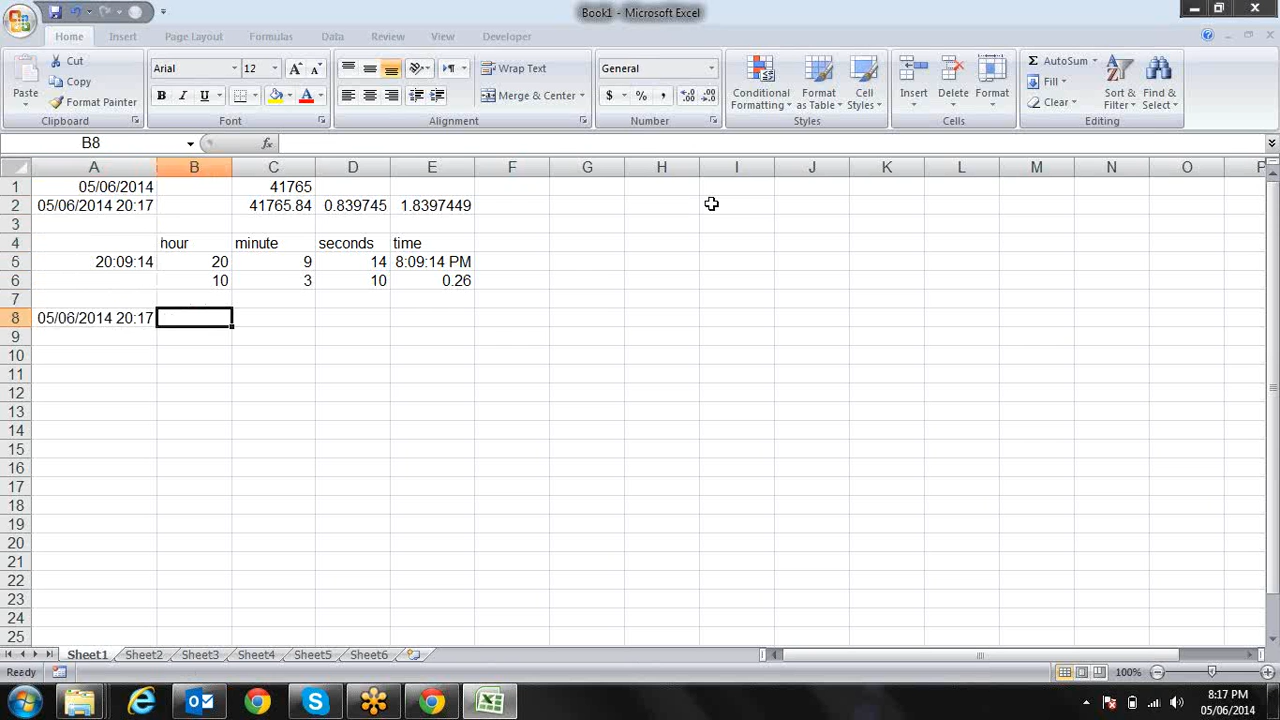 Book1 - Microsoft Excel
Home Insert Page Layout Formulas Data Review View Developer
Paste
Cut
Copy
Format Painter
Clipboard
Arial 12
B I U A
Font
Wrap Text
Merge & Center
Alignment
General
$ % ,
Number
Conditional Formatting
Format as Table
Cell Styles
Styles
Insert Delete Format
Cells
AutoSum
Fill
Clear
Sort & Filter
Find & Select
Editing
B8 fx
A B C D E F G H I J K L M N O P
1 05/06/2014 41765
2 05/06/2014 20:17 41765.84 0.839745 1.8397449
3
4 hour minute seconds time
5 20:09:14 20 9 14 8:09:14 PM
6 10 3 10 0.26
7
8 05/06/2014 20:17
9
10
11
12
13
14
15
16
17
18
19
20
21
22
23
24
25
Sheet1 Sheet2 Sheet3 Sheet4 Sheet5 Sheet6
Ready 100%
8:17 PM
05/06/2014